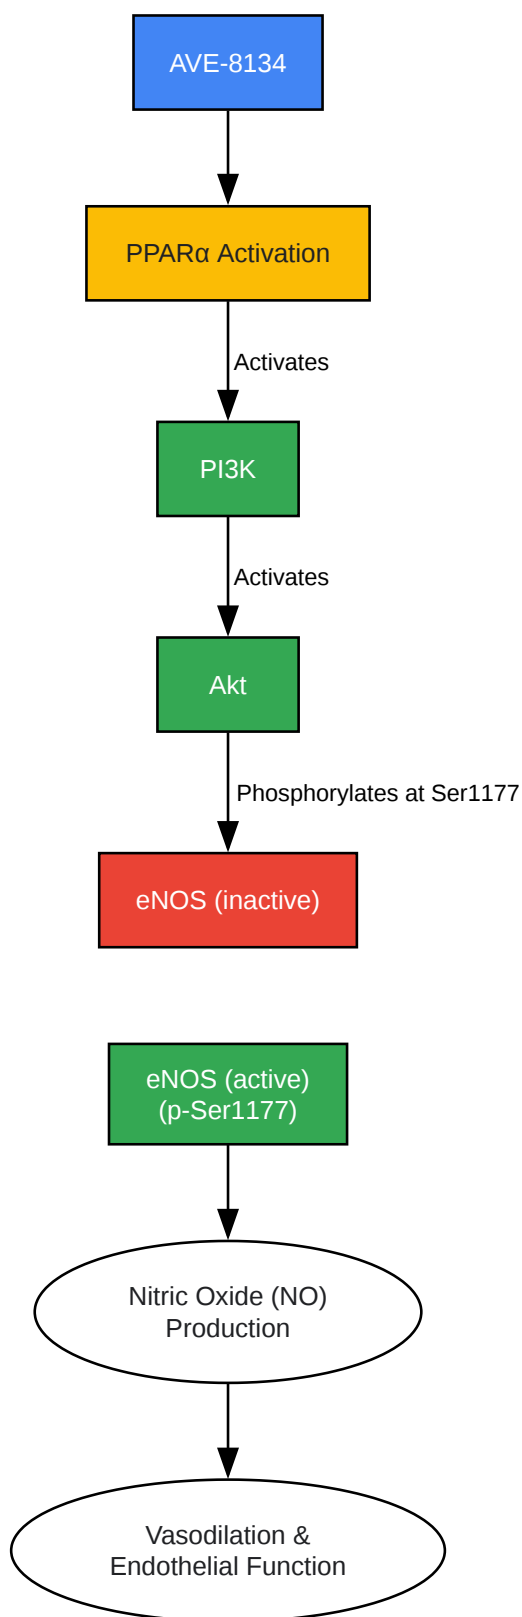 AVE-8134
PPARα Activation
Activates
PI3K
Activates
Akt
Phosphorylates at Ser1177
eNOS (inactive)
eNOS (active)
(p-Ser1177)
Nitric Oxide (NO)
Production
Vasodilation &
Endothelial Function